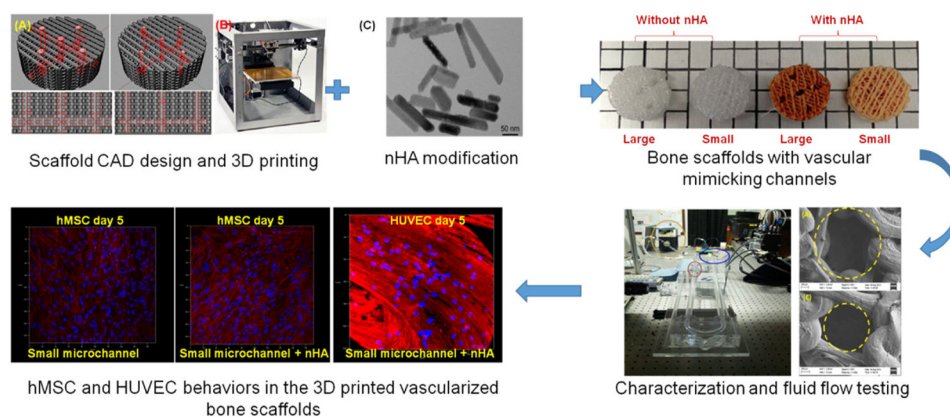 (A)
(B)
(C)
50 nm
Without nHA
With nHA
Large
Small
Large
Small
Scaffold CAD design and 3D printing
nHA modification
Bone scaffolds with vascular
mimicking channels
hMSC day 5
hMSC day 5
HUVEC day 5
Small microchannel
Small microchannel + nHA
Small microchannel + nHA
hMSC and HUVEC behaviors in the 3D printed vascularized
bone scaffolds
Characterization and fluid flow testing